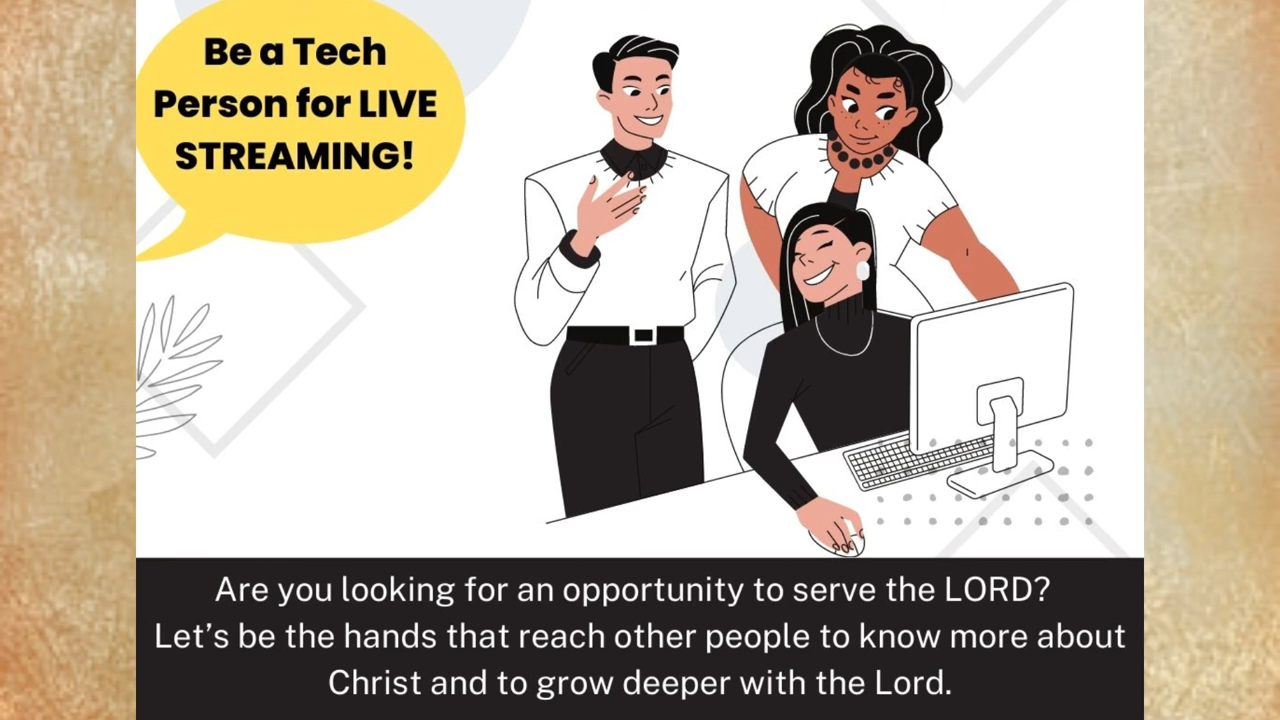 Be a Tech
Person for LIVE
STREAMING!
Are you looking for an opportunity to serve the LORD?
Let’s be the hands that reach other people to know more about
Christ and to grow deeper with the Lord.